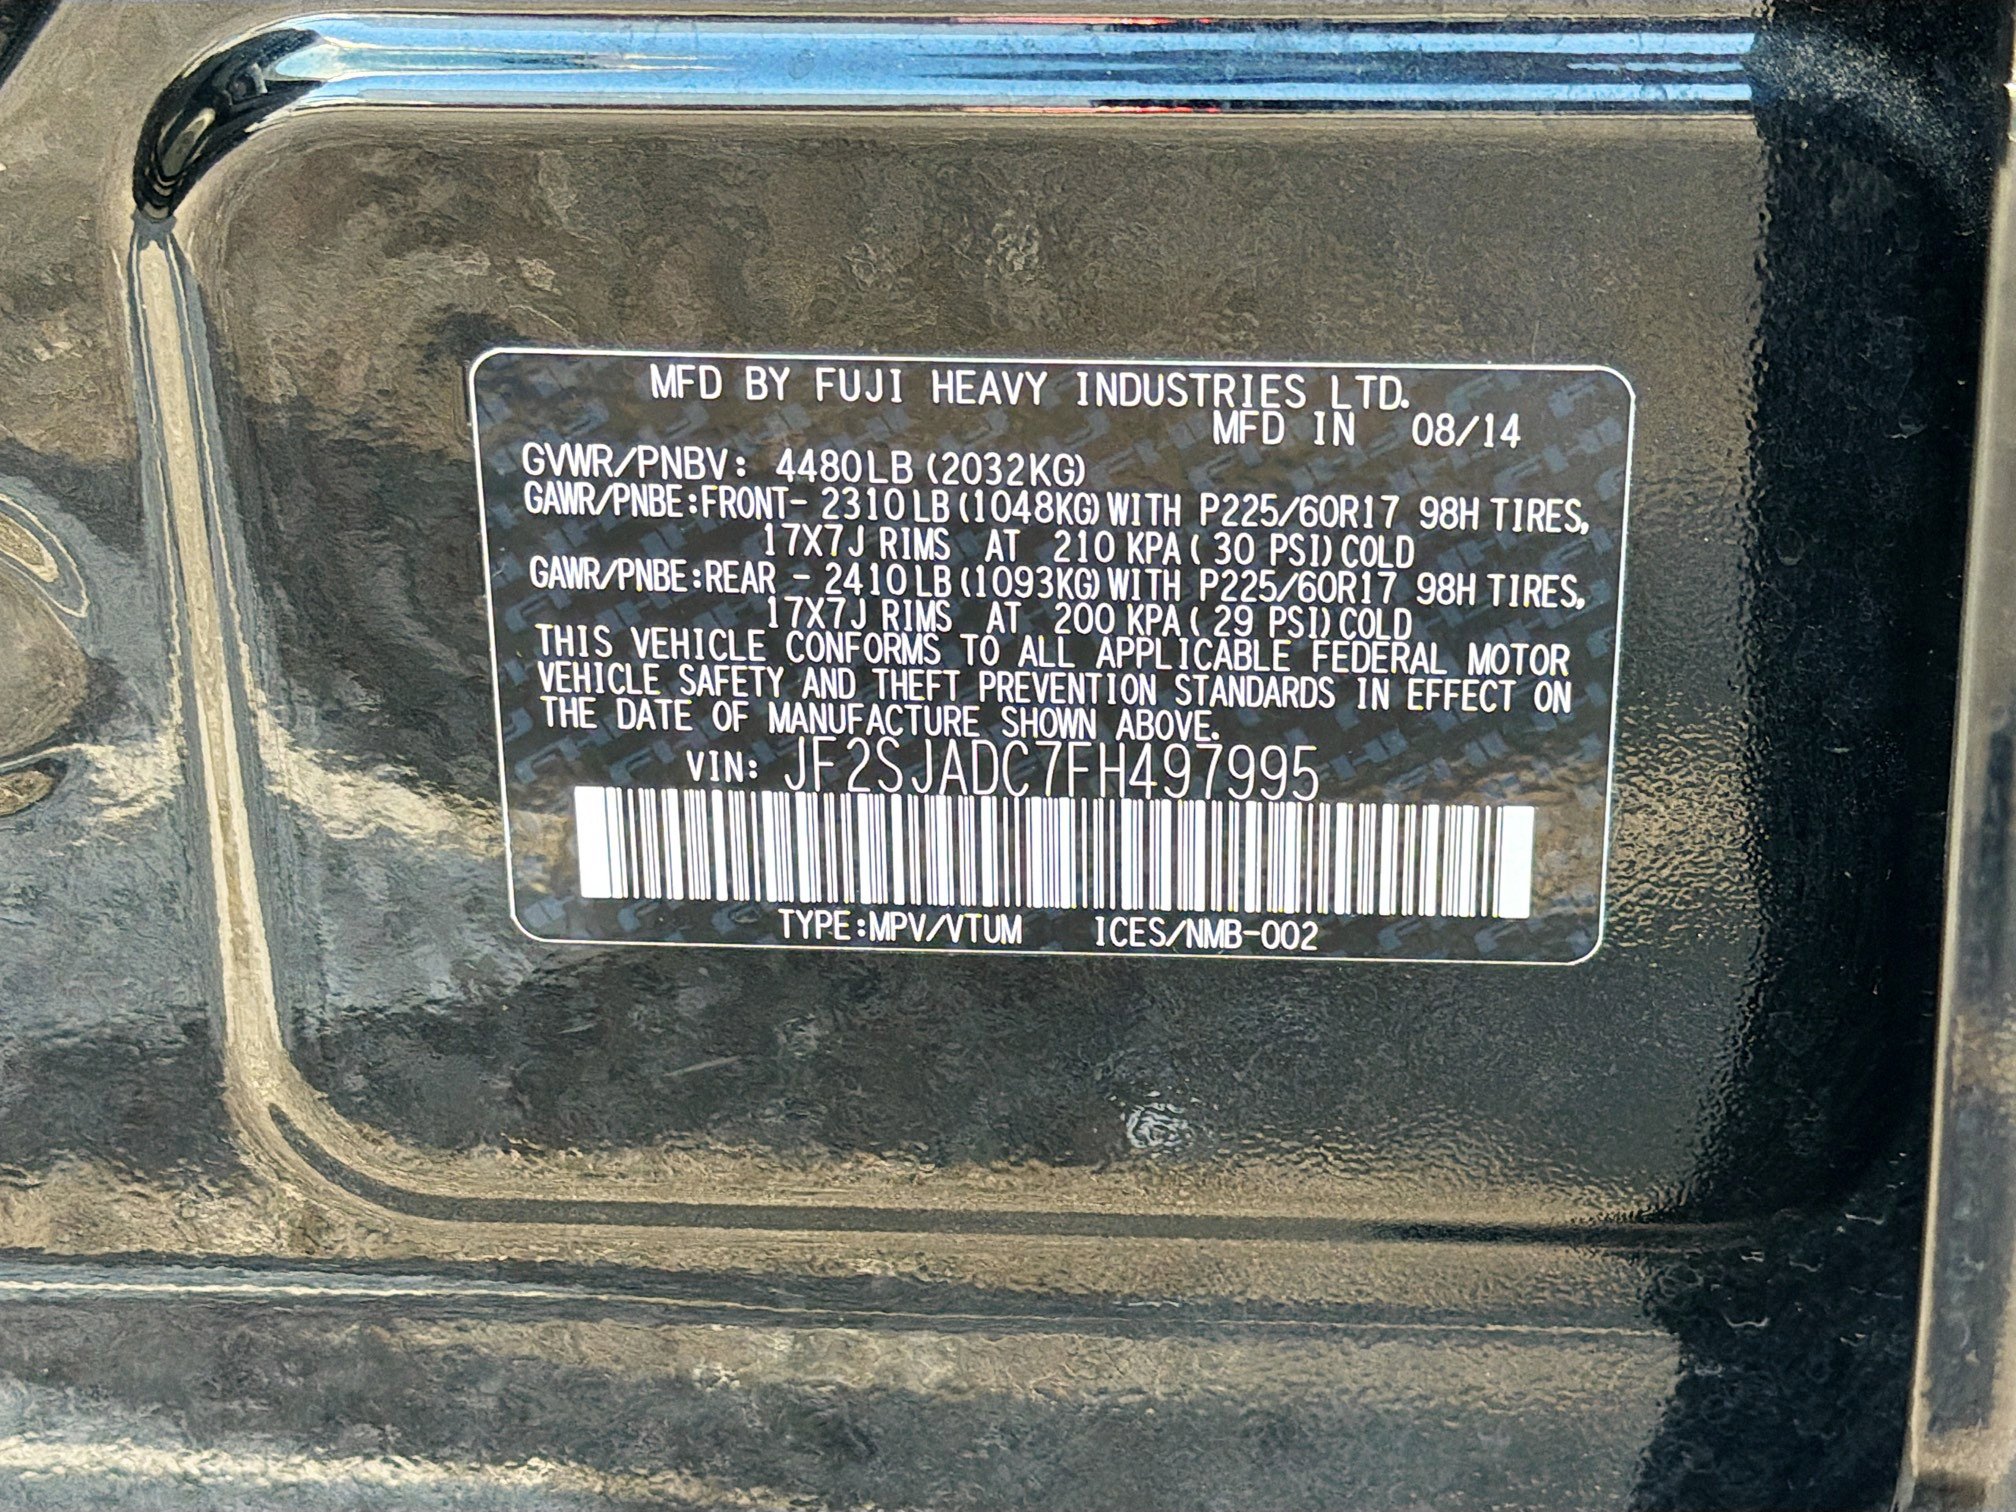 MFD BY FUJI HEAVY INDUSTRIES LTD.
MFD IN 08/14
GVWR/PNBV: 4480LB(2032KG)
GAWR/PNBE:FRONT- 2310LB(1048KG)WITH P225/60R17 98H TIRES,
17X7J RIMS AT 210 KPA( 30 PSI)COLD
GAWR/PNBE:REAR - 2410LB(1093KG)WITH P225/60R17 98H TIRES,
17X7J RIMS AT 200 KPA( 29 PSI)COLD
THIS VEHICLE CONFORMS TO ALL APPLICABLE FEDERAL MOTOR
VEHICLE SAFETY AND THEFT PREVENTION STANDARDS IN EFFECT ON
THE DATE OF MANUFACTURE SHOWN ABOVE.
VIN: JF2SJADC7FH497995
TYPE:MPV/VTUM ICES/NMB-002